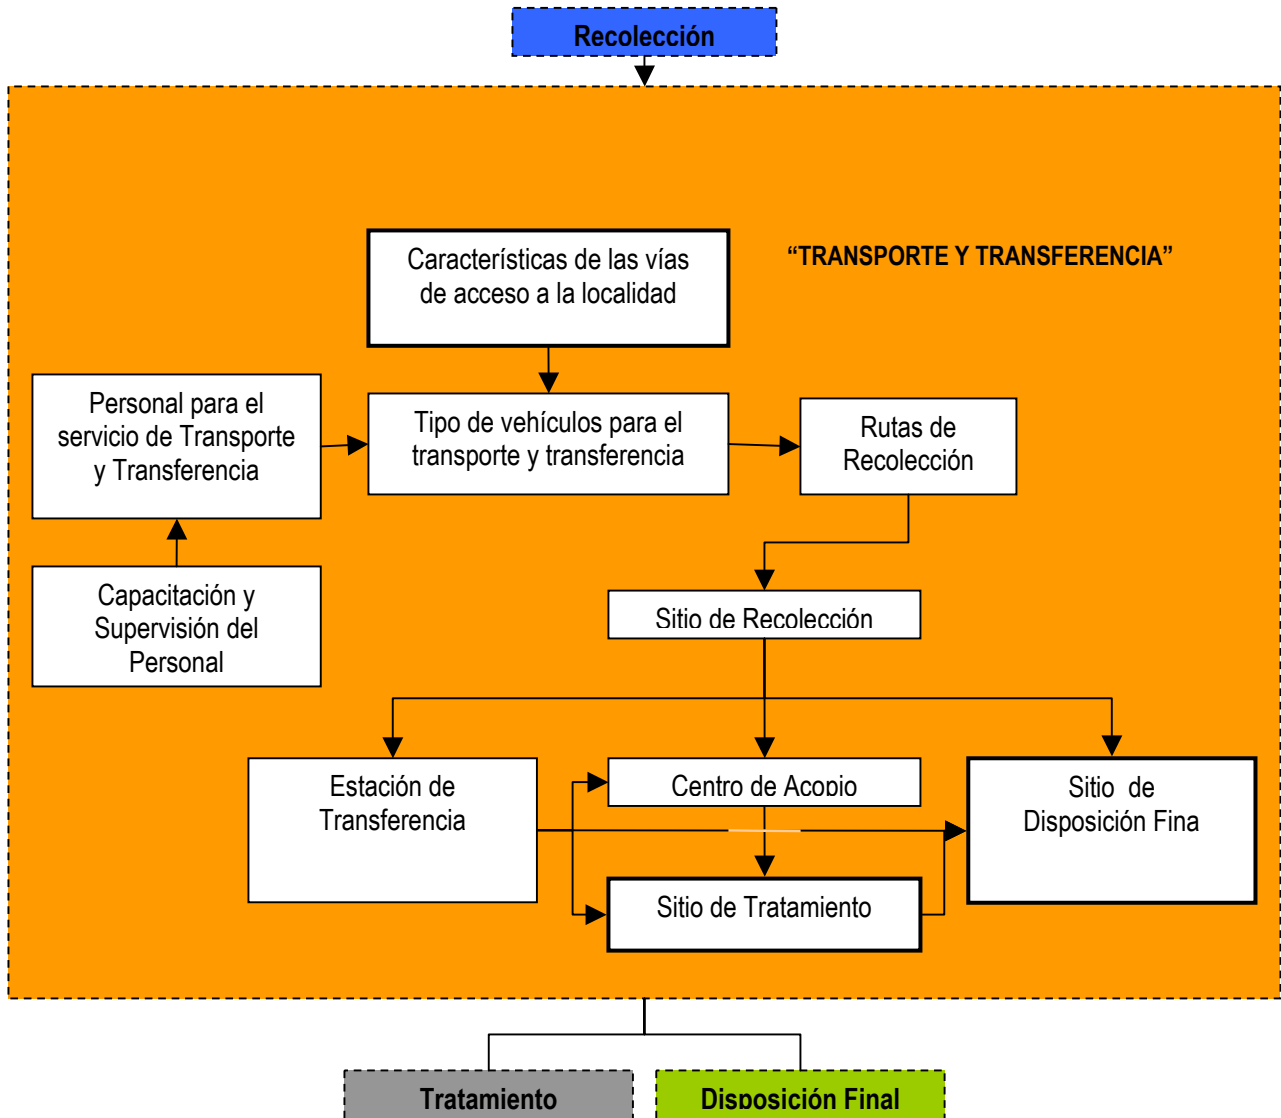 Recolección
“TRANSPORTE Y TRANSFERENCIA”
Características de las vías
de acceso a la localidad
Personal para el
servicio de Transporte
y Transferencia
Tipo de vehículos para el
transporte y transferencia
Rutas de
Recolección
Capacitación y
Supervisión del
Personal
Sitio de Recolección
Estación de
Transferencia
Centro de Acopio
Sitio de
Disposición Fina
Sitio de Tratamiento
Tratamiento
Disposición Final